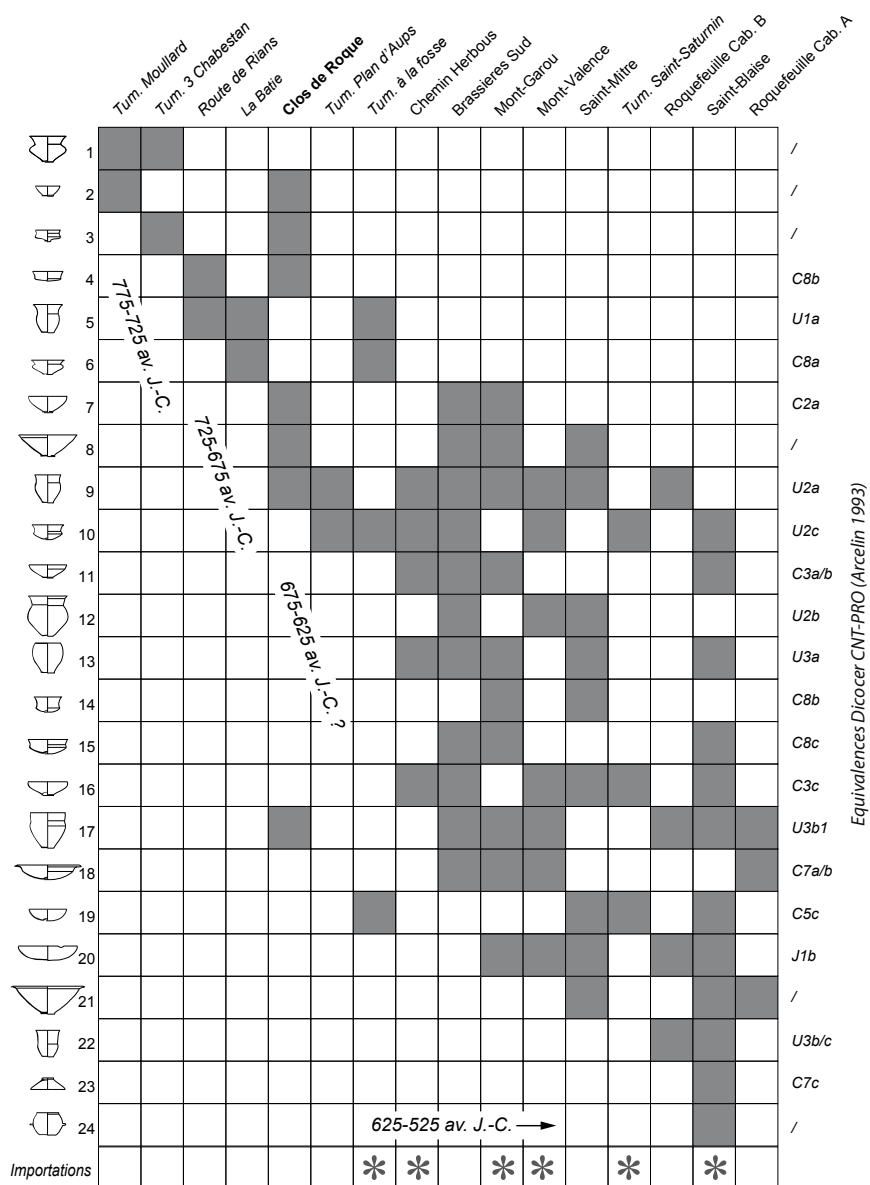 Tum. Moullard
Tum. 3 Chabestan
Route de Rians
La Batie
Clos de Roque
Tum. Plan d'Aups
Tum. à la fosse
Chemin Herbous
Brassieres Sud
Mont-Garou
Mont-Valence
Saint-Mitre
Tum. Saint-Saturnin
Roquefeuille Cab. B
Saint-Blaise
Roquefeuille Cab. A
1 /
2 /
3 /
4 C8b
5 U1a
6 C8a
7 C2a
8 /
9 U2a
10 U2c
11 C3a/b
12 U2b
13 U3a
14 C8b
15 C8c
16 C3c
17 U3b1
18 C7a/b
19 C5c
20 J1b
21 /
22 U3b/c
23 C7c
24 /
775-725 av. J.-C.
725-675 av. J.-C.
675-625 av. J.-C. ?
625-525 av. J.-C.
Importations * * * * * *
Equivalences Dicocer CNT-PRO (Arcelin 1993)